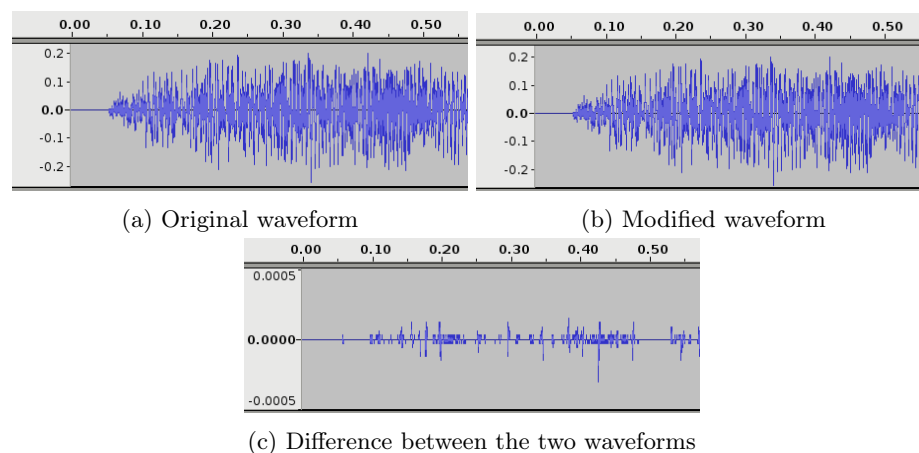 0.00 0.10 0.20 0.30 0.40 0.50
0.2
0.1
0.0
-0.1
-0.2
(a) Original waveform
0.00 0.10 0.20 0.30 0.40 0.50
0.2
0.1
0.0
-0.1
-0.2
(b) Modified waveform
0.00 0.10 0.20 0.30 0.40 0.50
0.0005
0.0000
-0.0005
(c) Difference between the two waveforms